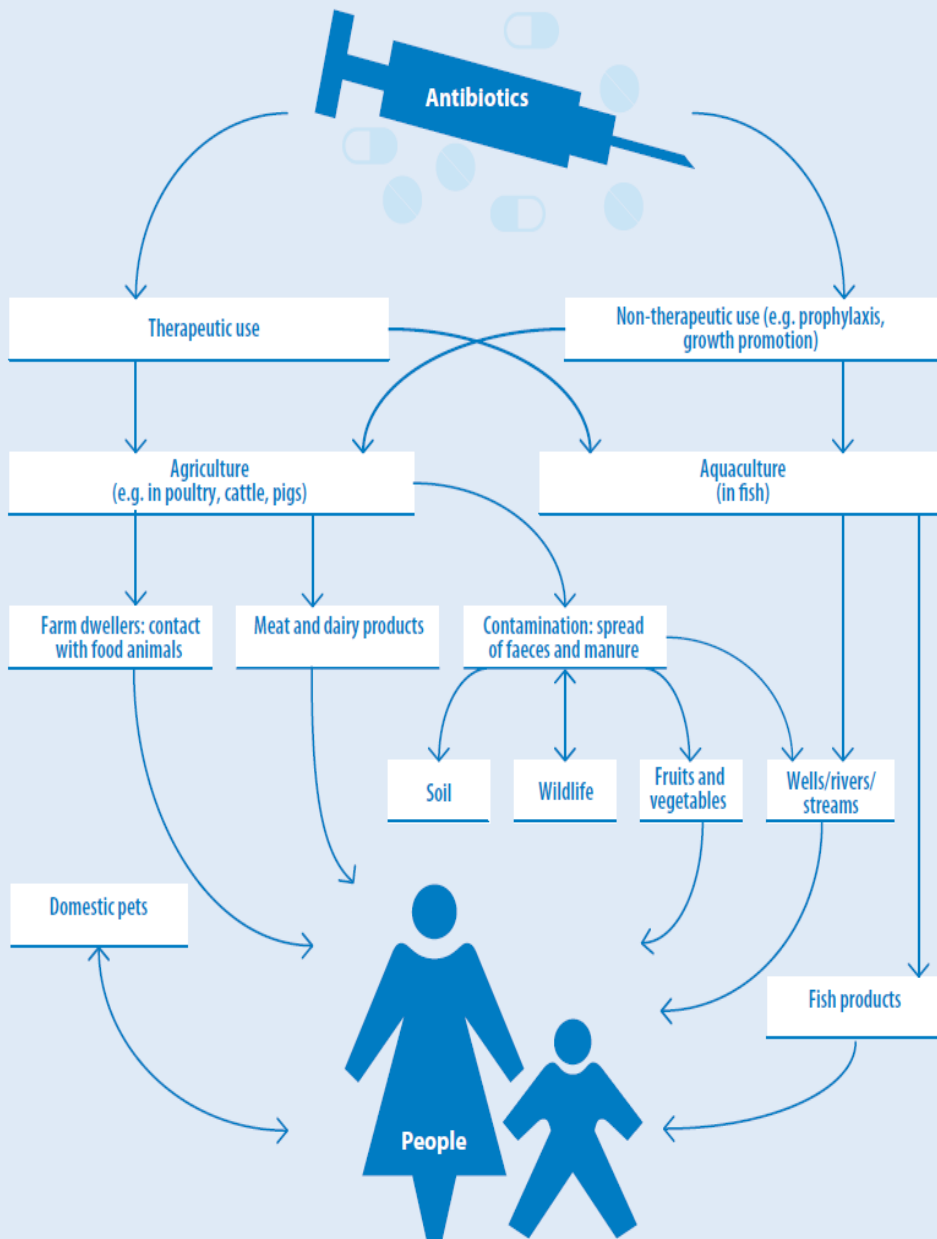 Antibiotics
Therapeutic use
Non-therapeutic use (e.g. prophylaxis,
growth promotion)
Agriculture
(e.g. in poultry, cattle, pigs)
Aquaculture
(in fish)
Farm dwellers: contact
with food animals
Meat and dairy products
Contamination: spread
of faeces and manure
Soil
Wildlife
Fruits and
vegetables
Wells/rivers/
streams
Domestic pets
Fish products
People